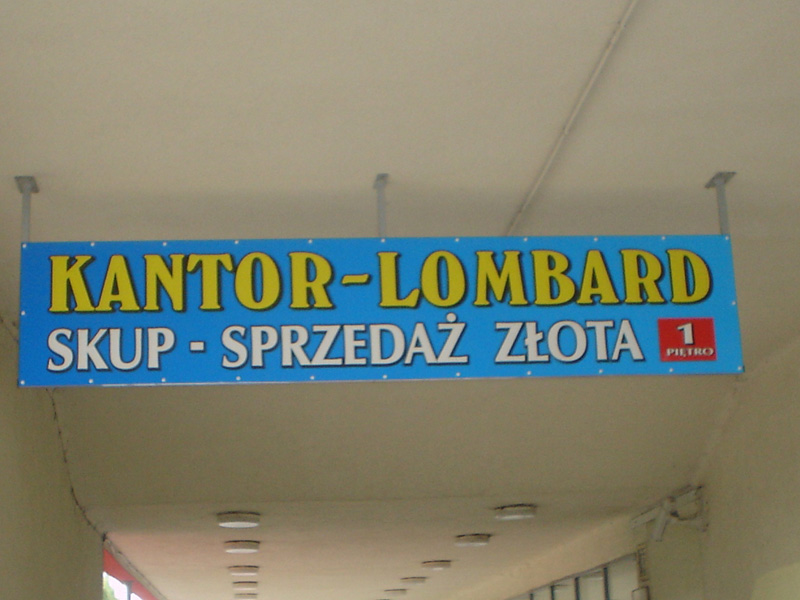 KANTOR-LOMBARD
SKUP - SPRZEDAŻ ZŁOTA
1
PIĘTRO